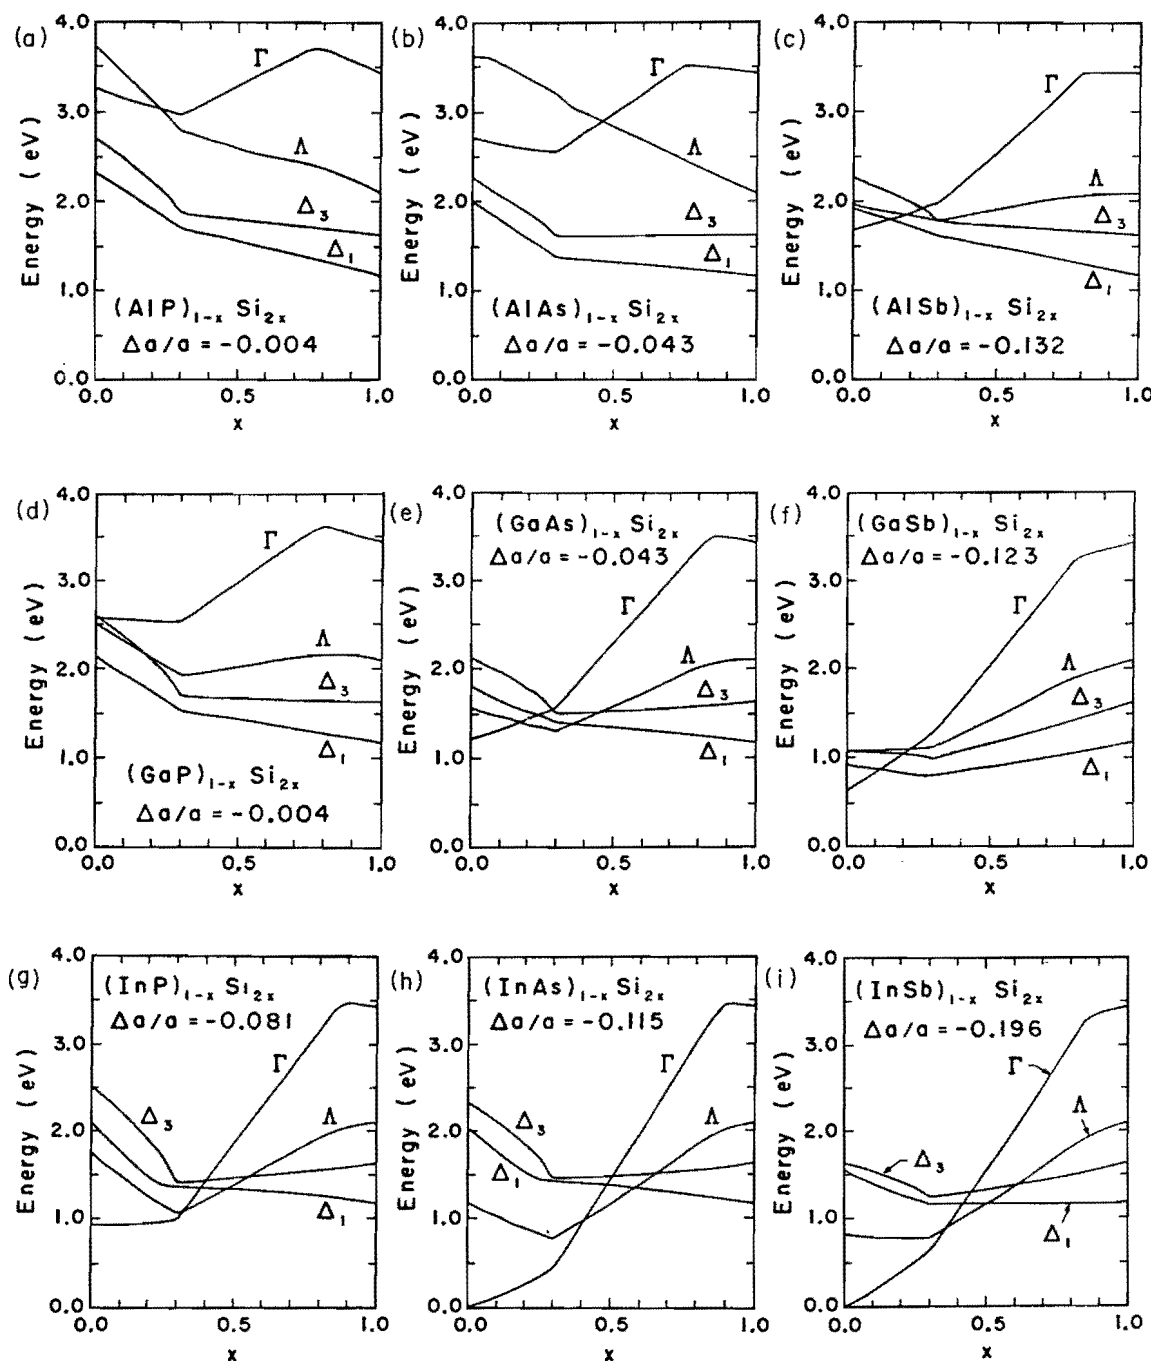 (a)
4.0
3.0
2.0
1.0
0.0
Energy (eV)
Γ
Λ
Δ₃
Δ₁
(AlP)₁₋ₓ Si₂ₓ
Δa/a = -0.004
0.0 0.5 1.0
x
(b)
4.0
3.0
2.0
1.0
0.0
Energy (eV)
Γ
Λ
Δ₃
Δ₁
(AlAs)₁₋ₓ Si₂ₓ
Δa/a = -0.043
0.0 0.5 1.0
x
(c)
4.0
3.0
2.0
1.0
0.0
Energy (eV)
Γ
Λ
Δ₃
Δ₁
(AlSb)₁₋ₓ Si₂ₓ
Δa/a = -0.132
0.0 0.5 1.0
x
(d)
4.0
3.0
2.0
1.0
0.0
Energy (eV)
Γ
Λ
Δ₃
Δ₁
(GaP)₁₋ₓ Si₂ₓ
Δa/a = -0.004
0.0 0.5 1.0
x
(e)
4.0
3.0
2.0
1.0
0.0
Energy (eV)
(GaAs)₁₋ₓ Si₂ₓ
Δa/a = -0.043
Γ
Λ
Δ₃
Δ₁
0.0 0.5 1.0
x
(f)
4.0
3.0
2.0
1.0
0.0
Energy (eV)
(GaSb)₁₋ₓ Si₂ₓ
Δa/a = -0.123
Γ
Λ
Δ₃
Δ₁
0.0 0.5 1.0
x
(g)
4.0
3.0
2.0
1.0
0.0
Energy (eV)
(InP)₁₋ₓ Si₂ₓ
Δa/a = -0.081
Γ
Δ₃
Λ
Δ₁
0.0 0.5 1.0
x
(h)
4.0
3.0
2.0
1.0
0.0
Energy (eV)
(InAs)₁₋ₓ Si₂ₓ
Δa/a = -0.115
Γ
Δ₃
Λ
Δ₁
0.0 0.5 1.0
x
(i)
4.0
3.0
2.0
1.0
0.0
Energy (eV)
(InSb)₁₋ₓ Si₂ₓ
Δa/a = -0.196
Γ
Λ
Δ₃
Δ₁
0.0 0.5 1.0
x